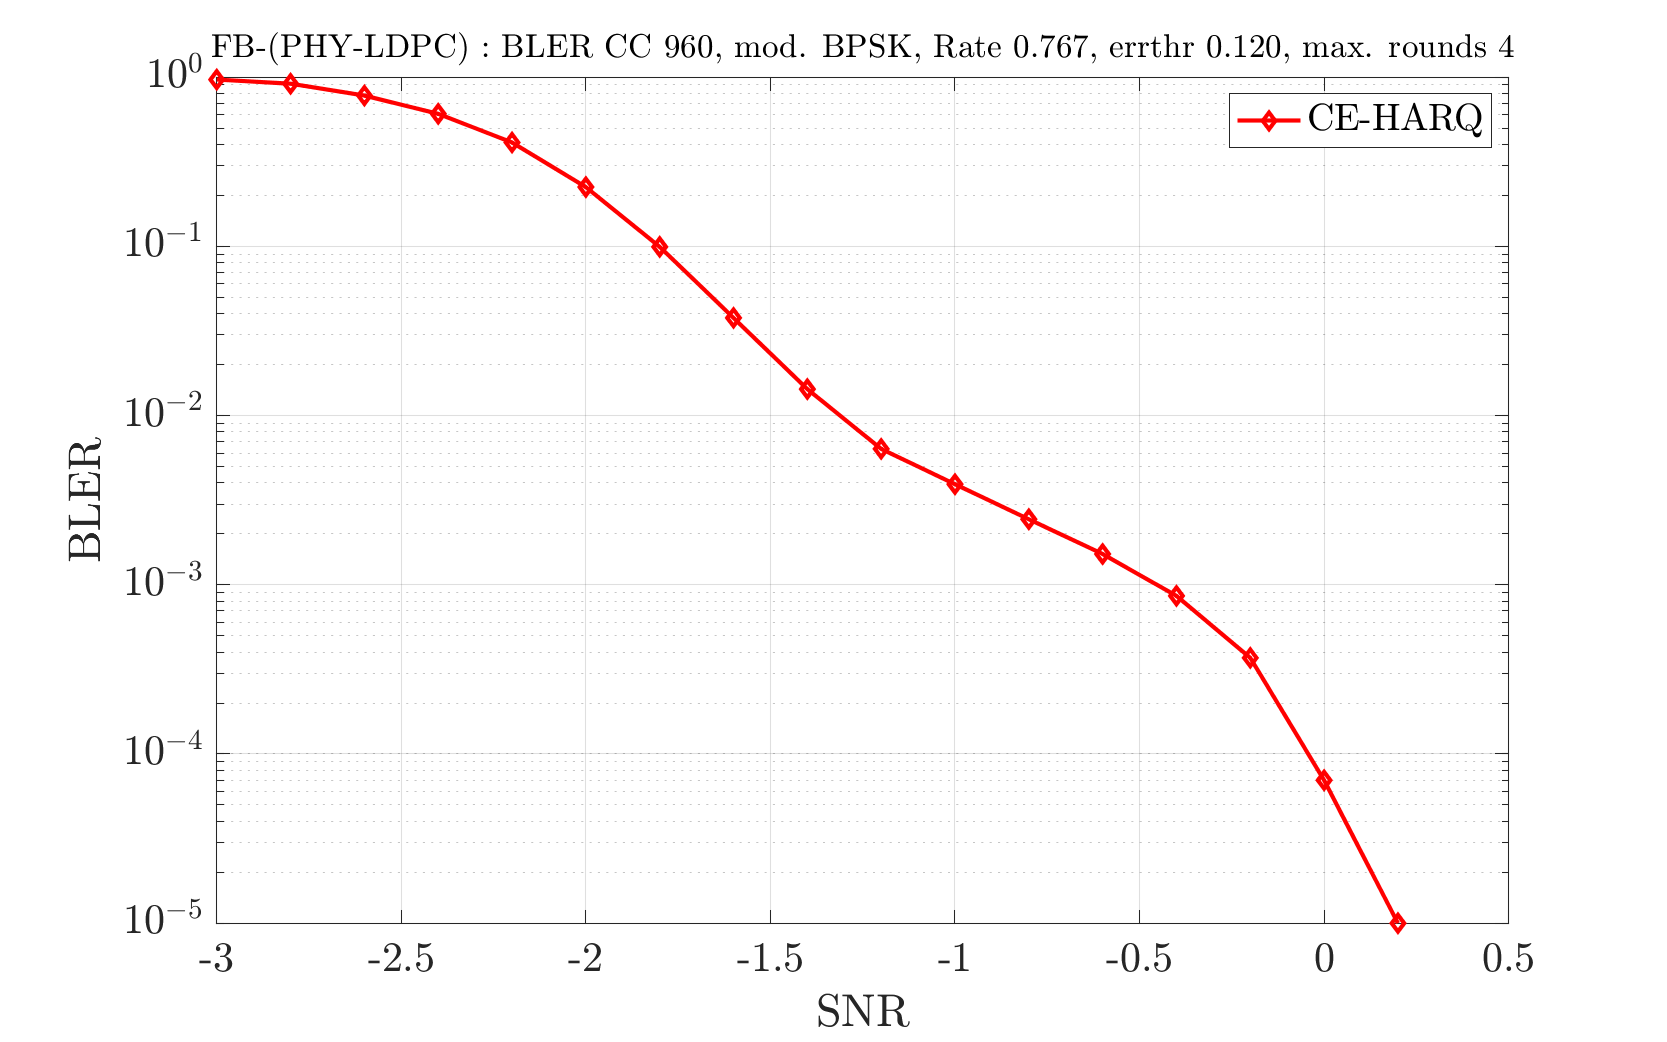 FB-(PHY-LDPC) : BLER CC 960, mod. BPSK, Rate 0.767, errthr 0.120, max. rounds 4
CE-HARQ
10^0
10^{-1}
10^{-2}
10^{-3}
10^{-4}
10^{-5}
BLER
-3 -2.5 -2 -1.5 -1 -0.5 0 0.5
SNR